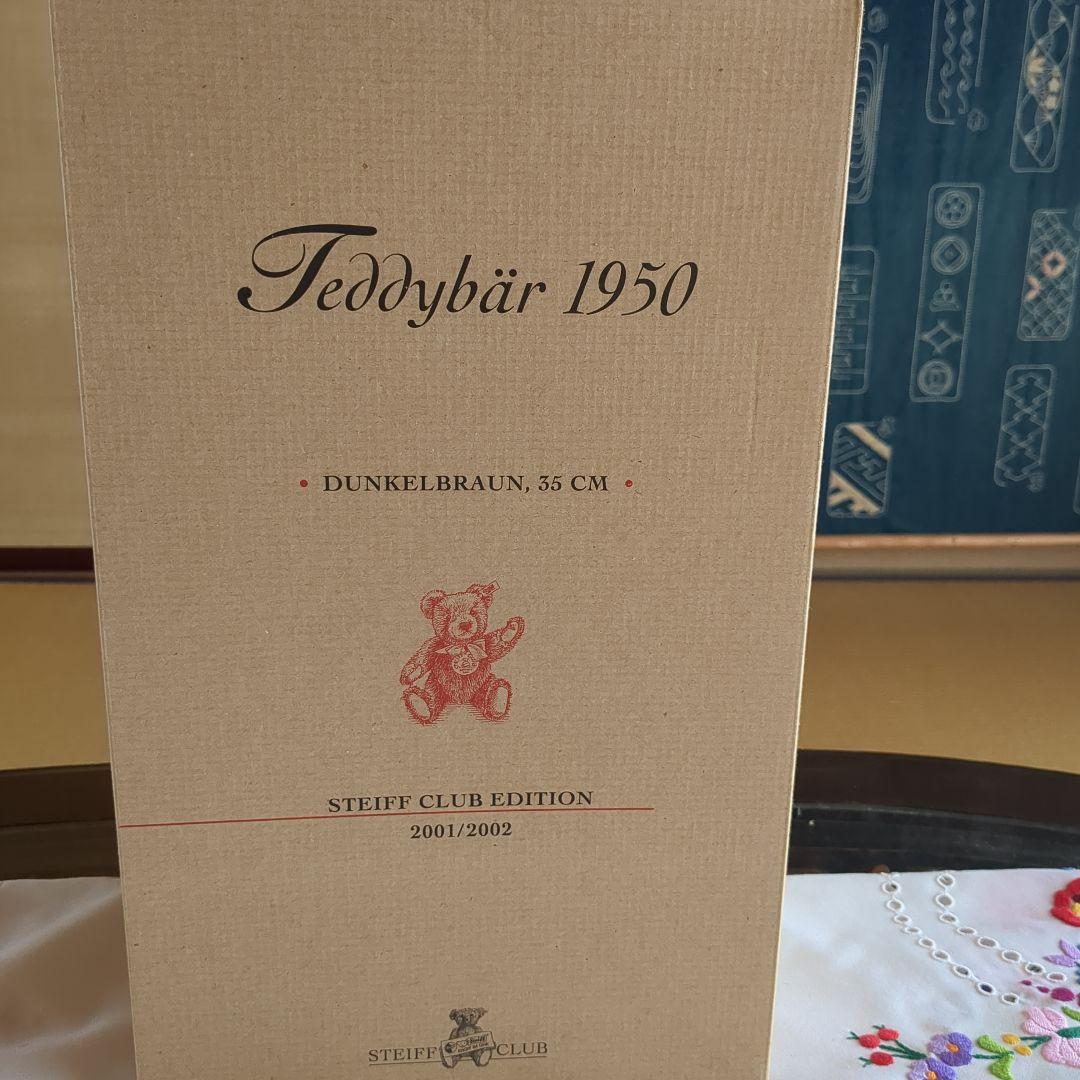 Teddybär 1950
• DUNKELBRAUN, 35 CM •
STEIFF CLUB EDITION
2001/2002
STEIFF CLUB